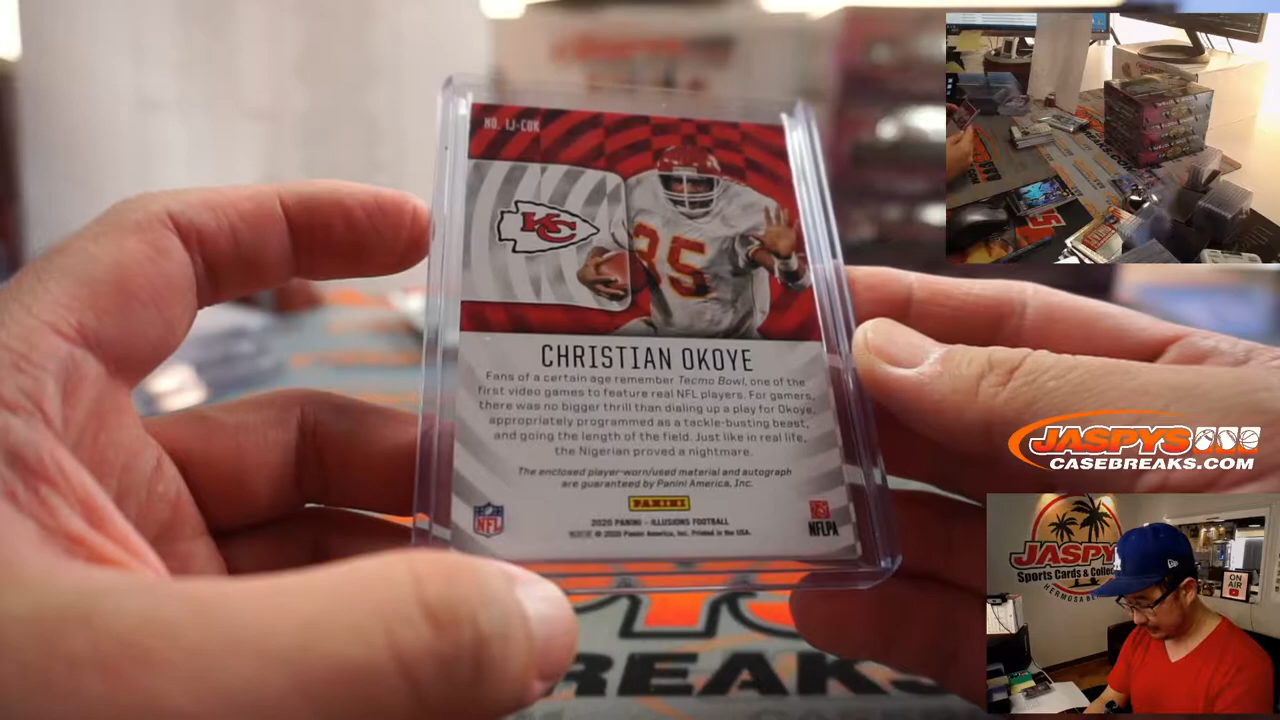 NO. IJ-COK
KC
35
CHRISTIAN OKOYE
Fans of a certain age remember Tecmo Bowl, one of the
first video games to feature real NFL players. For gamers,
there was no bigger thrill than dialing up a play for Okoye,
appropriately programmed as a tackle-busting beast,
and going the length of the field. Just like in real life,
the Nigerian proved a nightmare.
The enclosed player-worn/used material and autograph
are guaranteed by Panini America, Inc.
PANINI
NFL
2020 PANINI - ILLUSIONS FOOTBALL
© 2020 Panini America, Inc. Printed in the USA.
NFLPA
REAKS
JASPYS
CASEBREAKS.COM
JASPY
Sports Cards & Collec
HERMOSA BE
ON
AIR